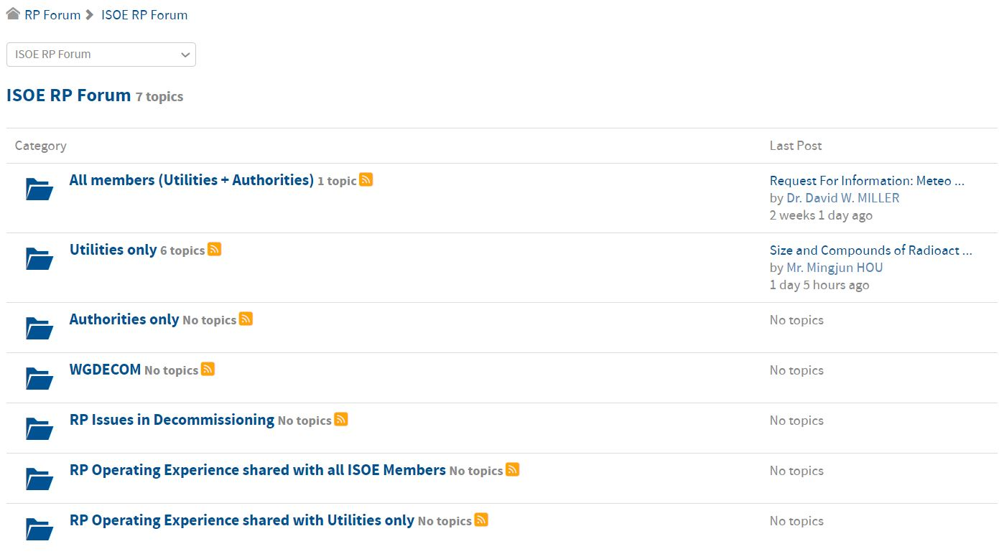 RP Forum ISOE RP Forum
ISOE RP Forum
ISOE RP Forum 7 topics
Category Last Post
All members (Utilities + Authorities) 1 topic Request For Information: Meteo ...
by Dr. David W. MILLER
2 weeks 1 day ago
Utilities only 6 topics Size and Compounds of Radioact ...
by Mr. Mingjun HOU
1 day 5 hours ago
Authorities only No topics No topics
WGDECOM No topics No topics
RP Issues in Decommissioning No topics No topics
RP Operating Experience shared with all ISOE Members No topics No topics
RP Operating Experience shared with Utilities only No topics No topics